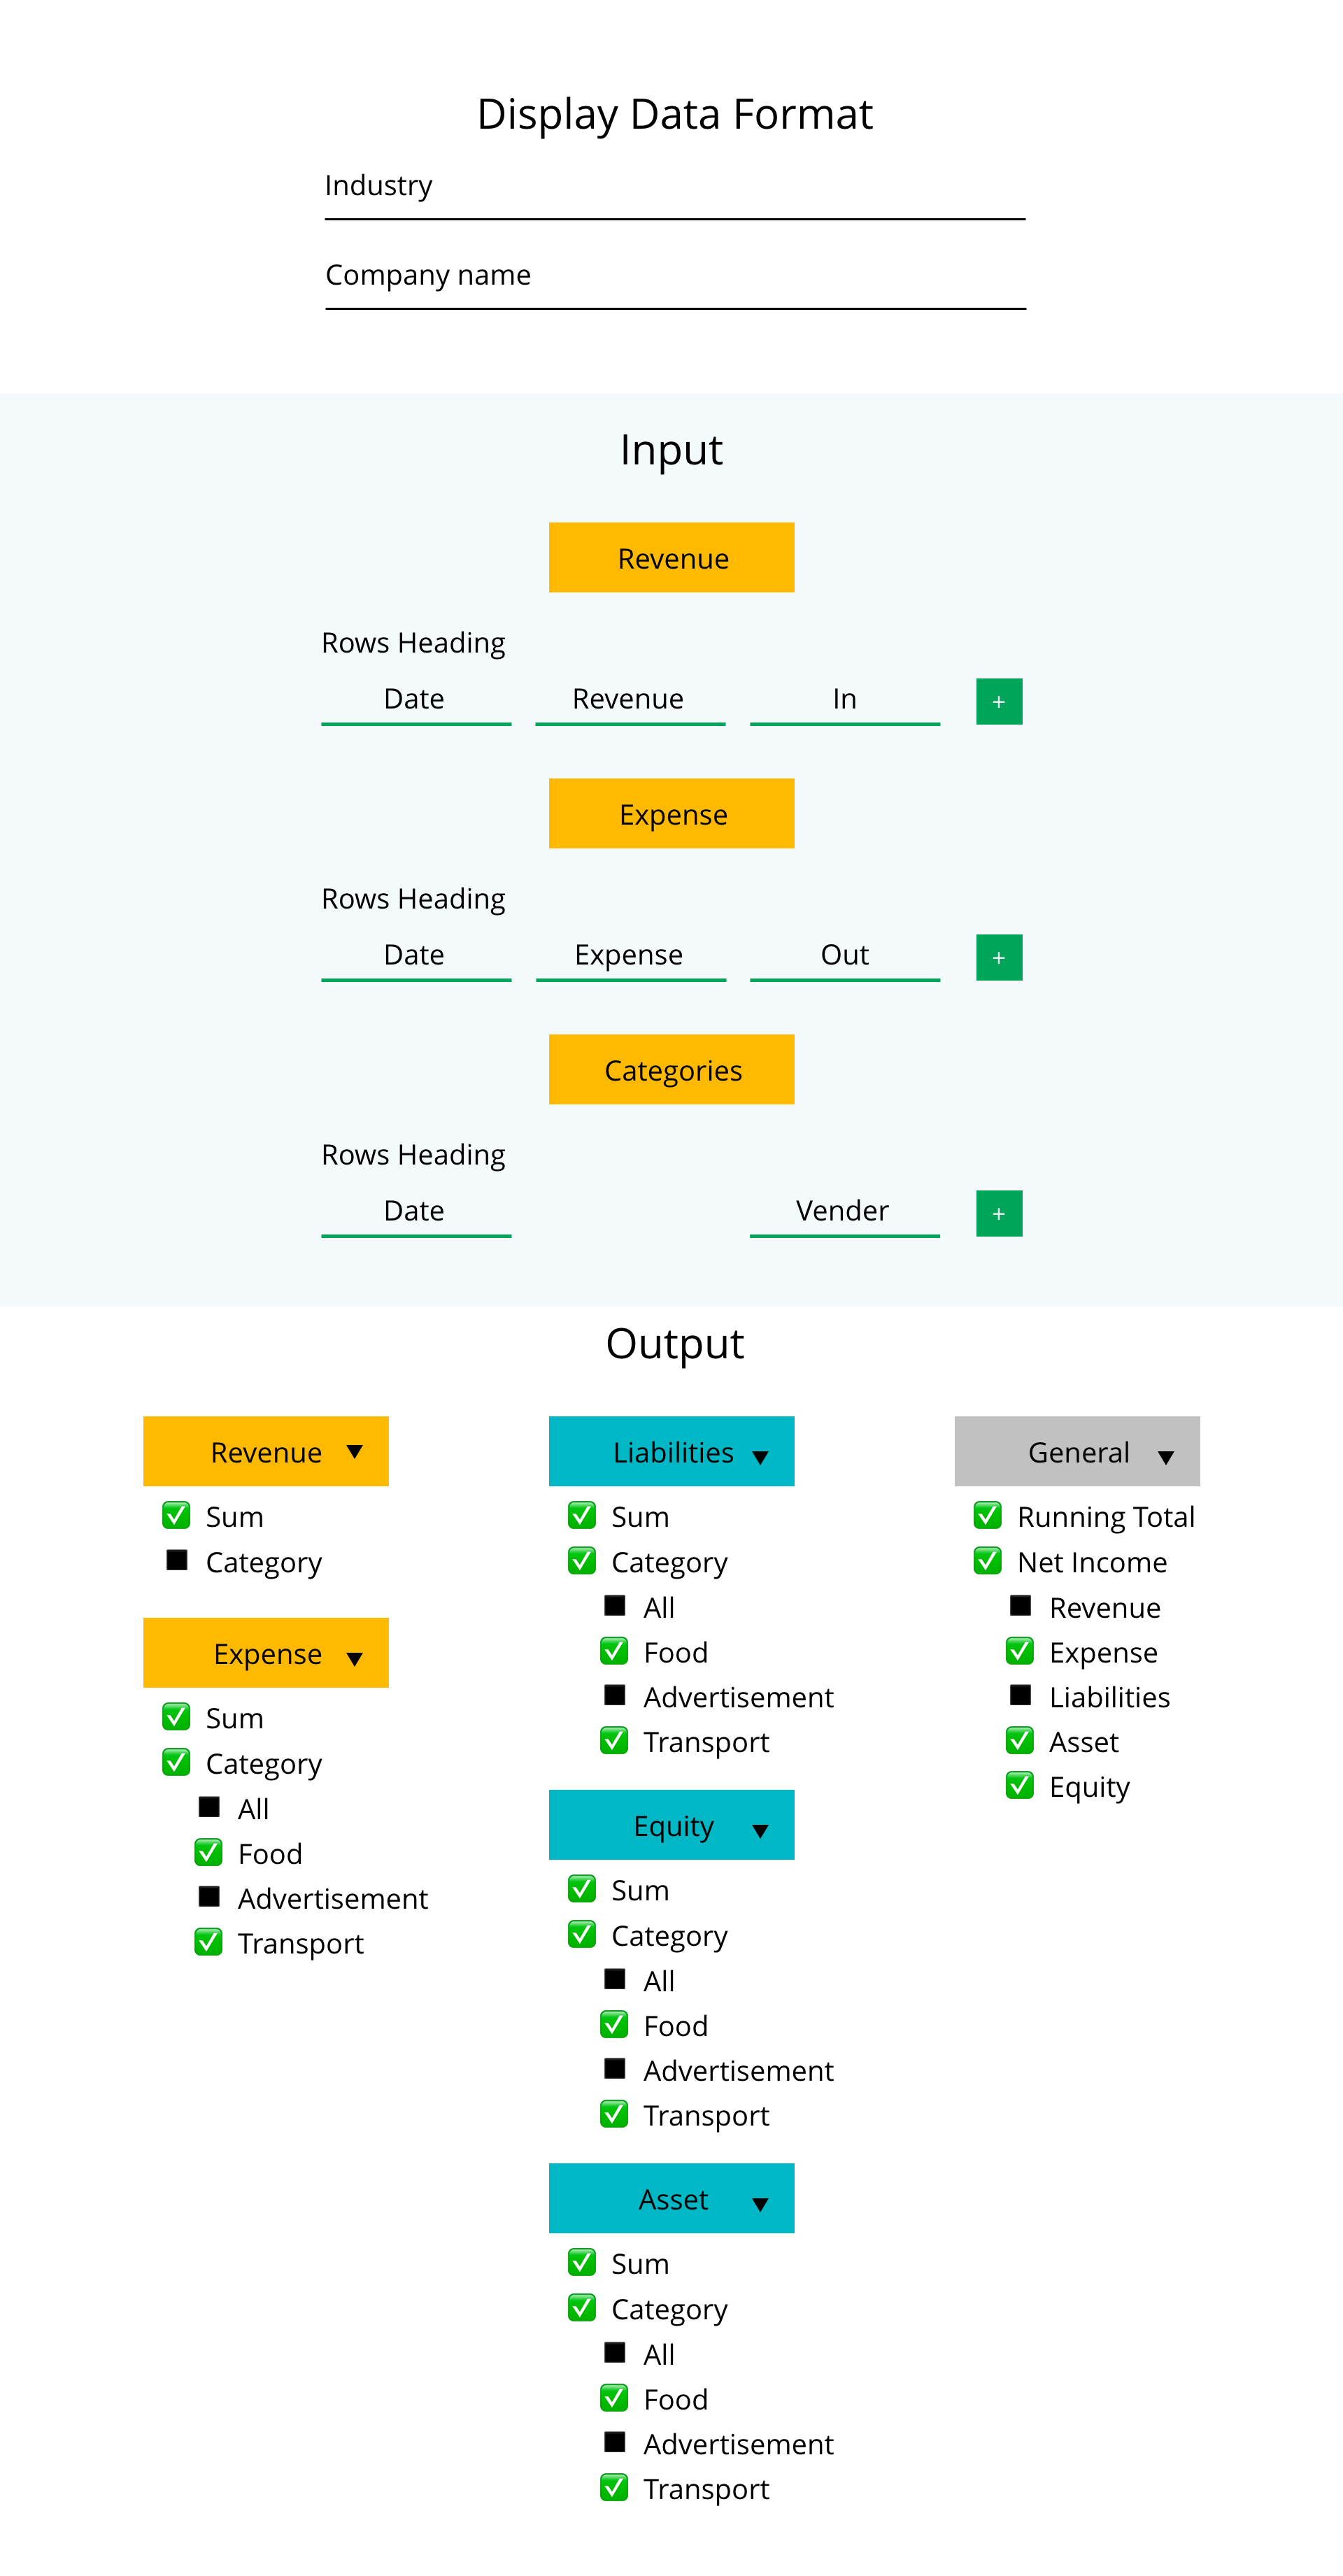 Display Data Format
Industry
Company name
Input
Revenue
Rows Heading
Date Revenue In +
Expense
Rows Heading
Date Expense Out +
Categories
Rows Heading
Date Vender +
Output
Revenue ▼
✅ Sum
■ Category
Expense ▼
✅ Sum
✅ Category
■ All
✅ Food
■ Advertisement
✅ Transport
Liabilities ▼
✅ Sum
✅ Category
■ All
✅ Food
■ Advertisement
✅ Transport
Equity ▼
✅ Sum
✅ Category
■ All
✅ Food
■ Advertisement
✅ Transport
Asset ▼
✅ Sum
✅ Category
■ All
✅ Food
■ Advertisement
✅ Transport
General ▼
✅ Running Total
✅ Net Income
■ Revenue
✅ Expense
■ Liabilities
✅ Asset
✅ Equity